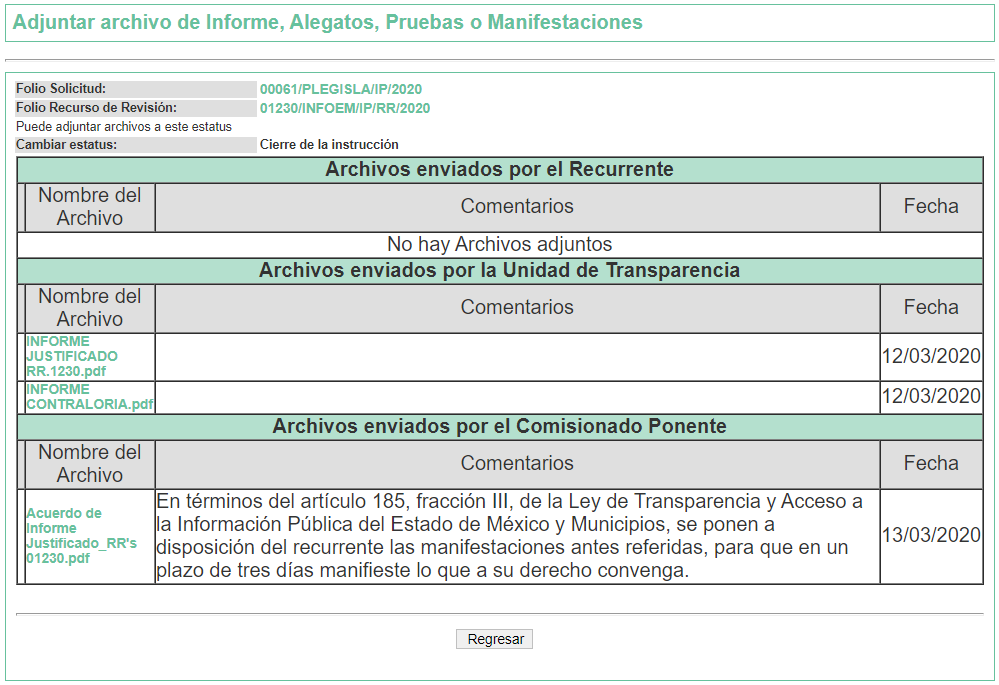 Adjuntar archivo de Informe, Alegatos, Pruebas o Manifestaciones
Folio Solicitud: 00061/PLEGISLA/IP/2020
Folio Recurso de Revisión: 01230/INFOEM/IP/RR/2020
Puede adjuntar archivos a este estatus
Cambiar estatus: Cierre de la instrucción
Archivos enviados por el Recurrente
Nombre del
Archivo
Comentarios
Fecha
No hay Archivos adjuntos
Archivos enviados por la Unidad de Transparencia
Nombre del
Archivo
Comentarios
Fecha
INFORME
JUSTIFICADO
RR.1230.pdf
12/03/2020
INFORME
CONTRALORIA.pdf
12/03/2020
Archivos enviados por el Comisionado Ponente
Nombre del
Archivo
Comentarios
Fecha
Acuerdo de
Informe
Justificado_RR's
01230.pdf
En términos del artículo 185, fracción III, de la Ley de Transparencia y Acceso a
la Información Pública del Estado de México y Municipios, se ponen a
disposición del recurrente las manifestaciones antes referidas, para que en un
plazo de tres días manifieste lo que a su derecho convenga.
13/03/2020
Regresar